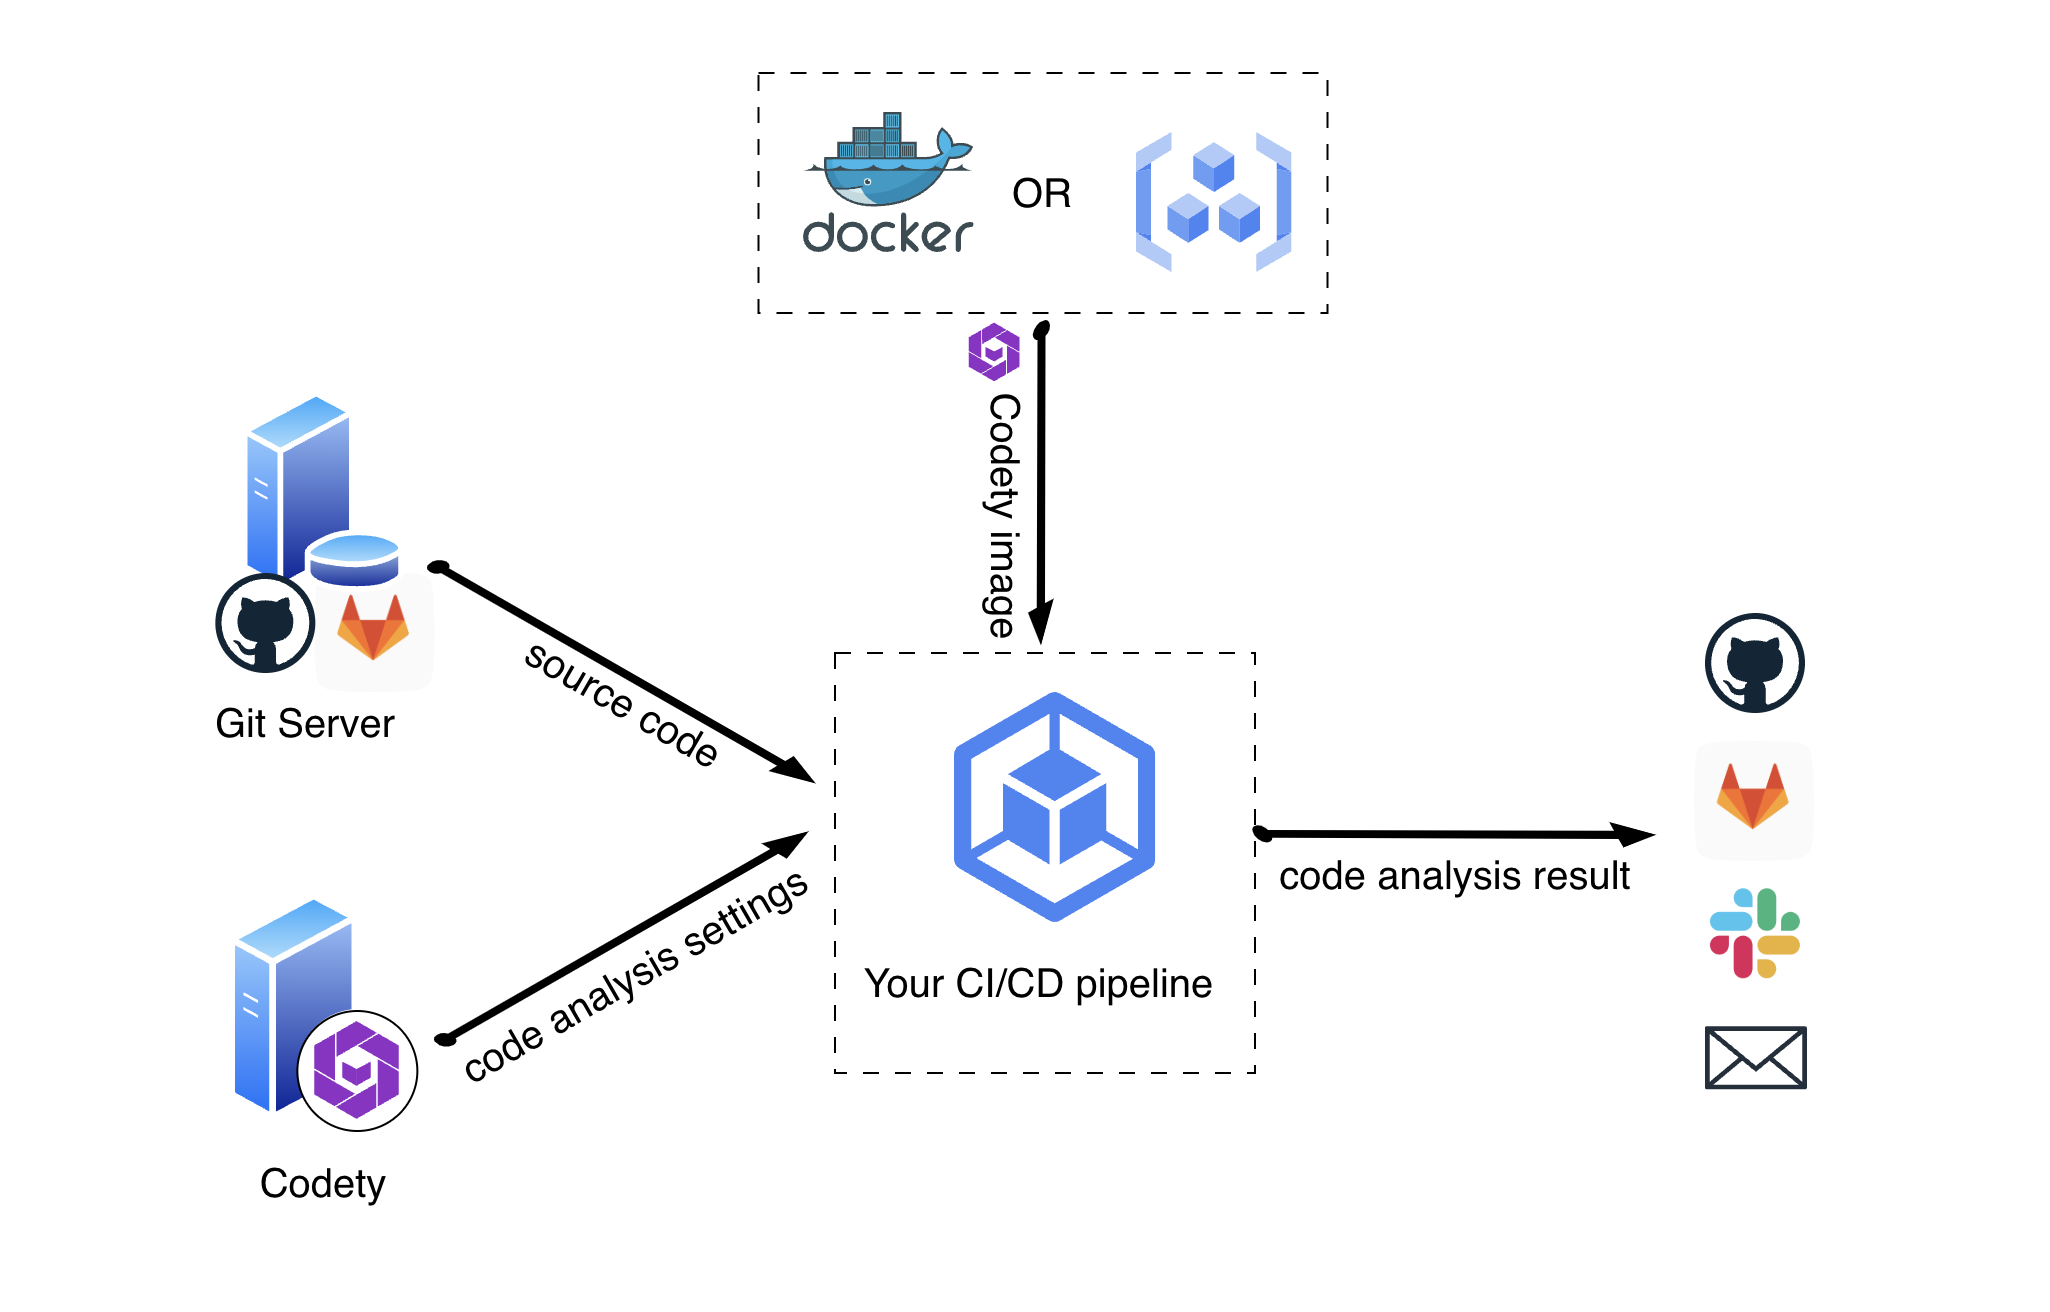 docker
OR
Codety image
source code
Git Server
code analysis settings
Your CI/CD pipeline
code analysis result
Codety